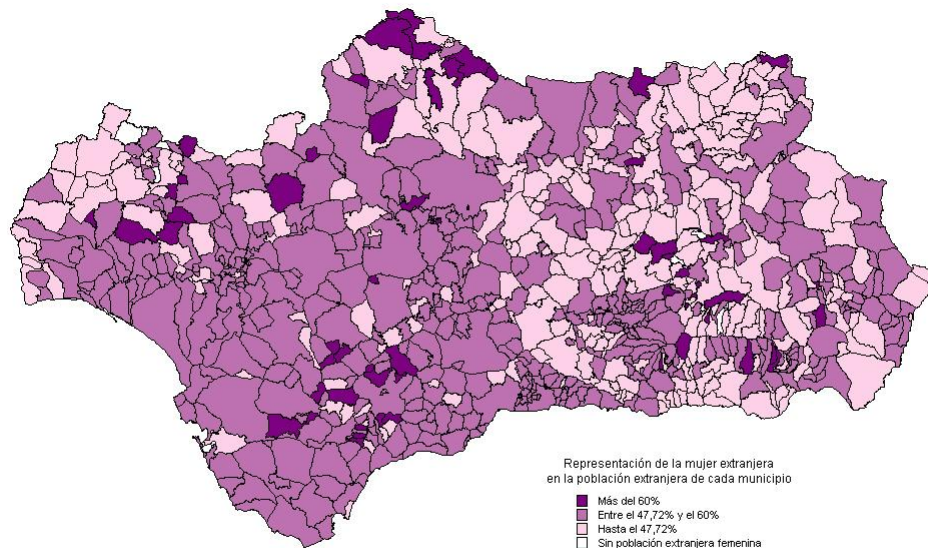 Representación de la mujer extranjera
en la población extranjera de cada municipio
Más del 60%
Entre el 47,72% y el 60%
Hasta el 47,72%
Sin población extranjera femenina